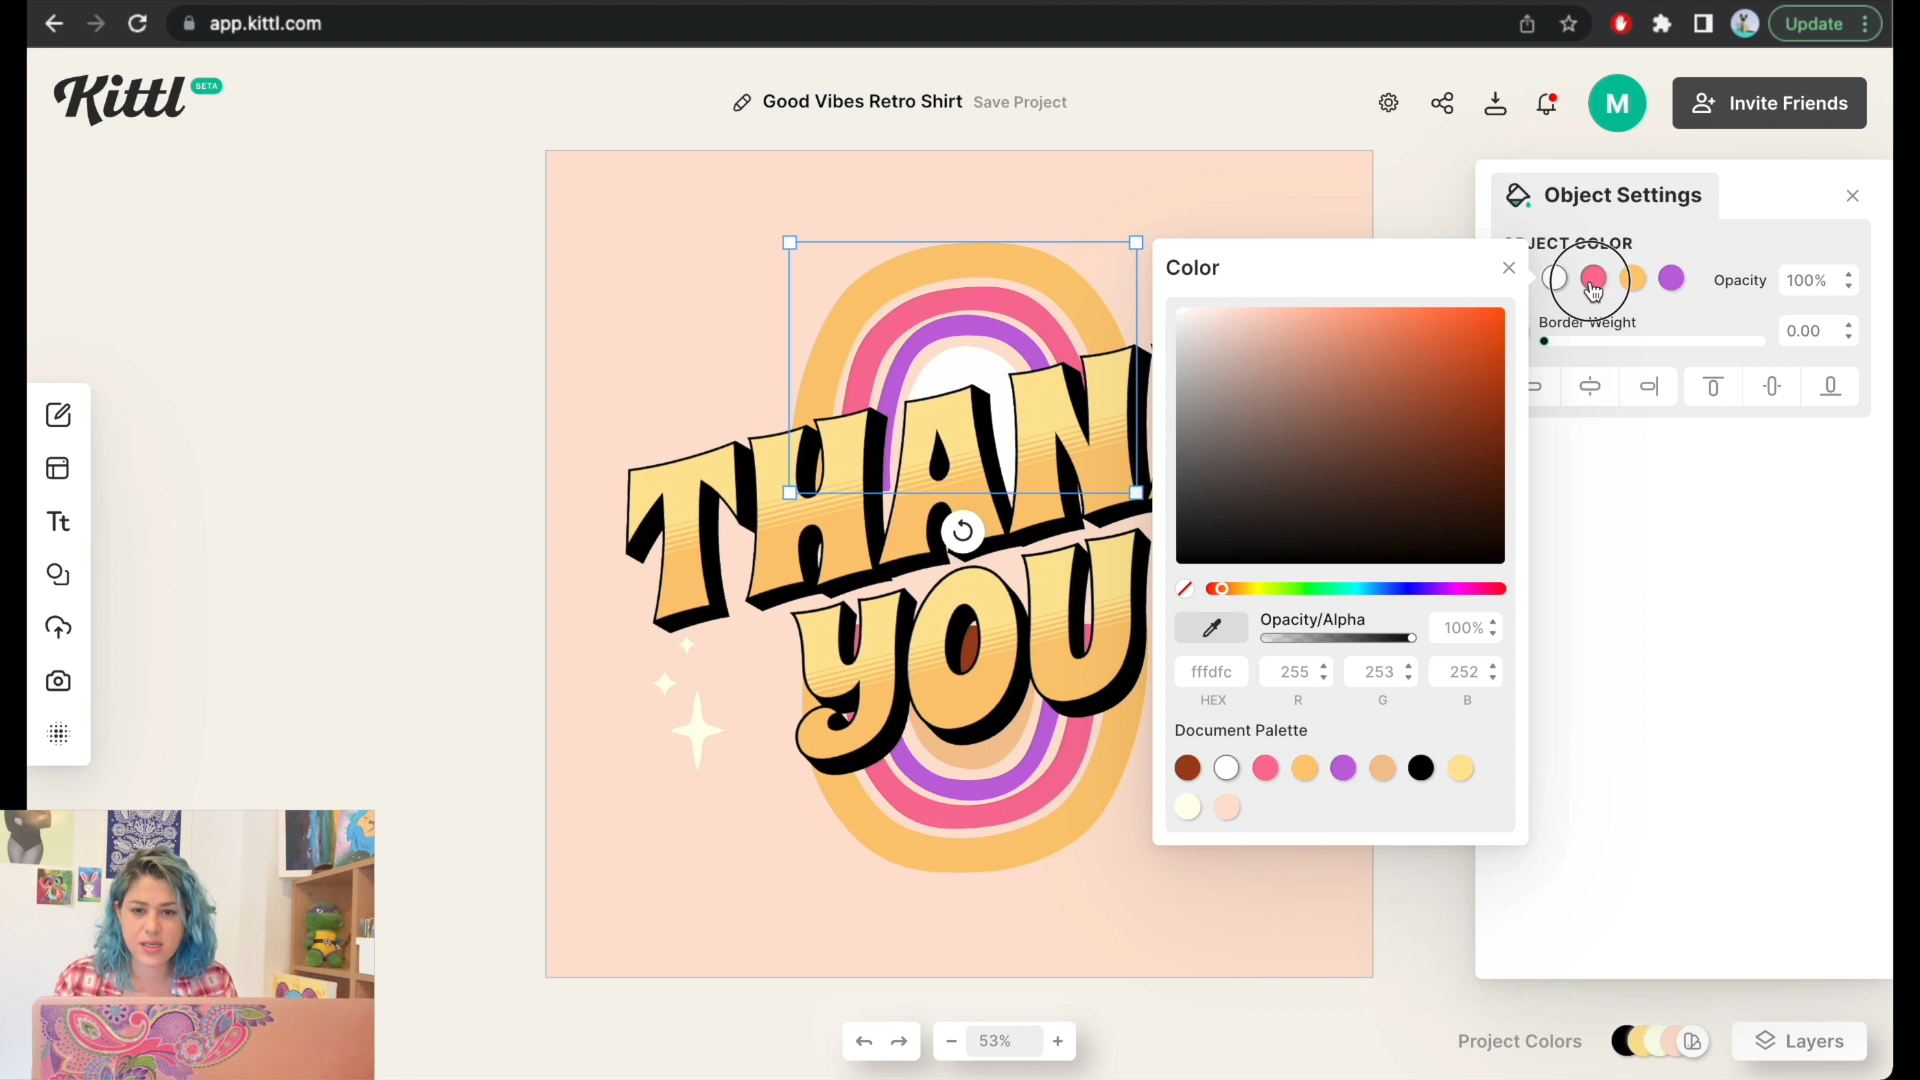 app.kittl.com
Update
Kittl BETA
Good Vibes Retro Shirt Save Project
M
Invite Friends
Object Settings
JECT COLOR
Opacity 100%
Border Weight 0.00
Color
Tt
THAN
YOU
Opacity/Alpha
100%
fffdfc 255 253 252
HEX R G B
Document Palette
53%
Project Colors
Layers